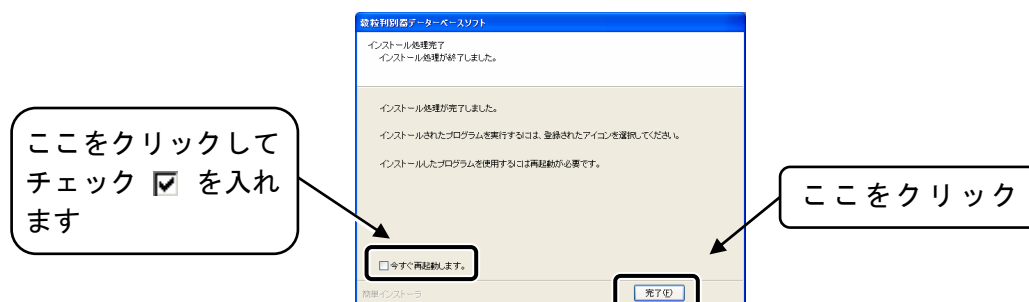 穀粒判別器データーベースソフト
インストール処理完了
インストール処理が終了しました。
インストール処理が完了しました。
インストールされたプログラムを実行するには、登録されたアイコンを選択してください。
インストールしたプログラムを使用するには再起動が必要です。
ここをクリックして
チェック ☑ を入れ
ます
ここをクリック
今すぐ再起動します。
簡単インストーラ
完了(F)